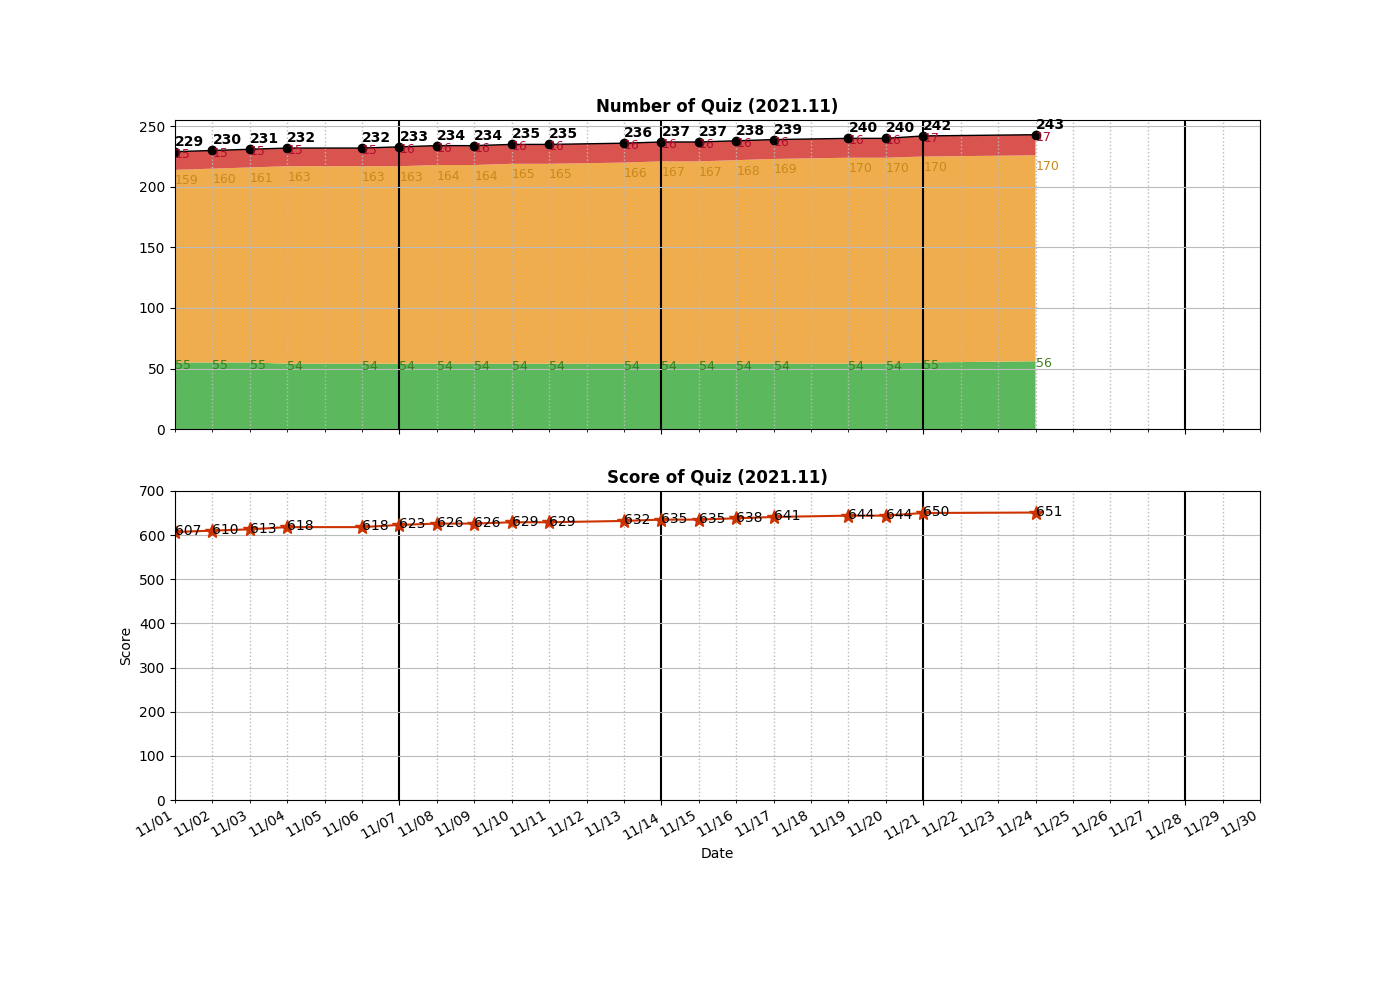 Number of Quiz (2021.11)
250
200
150
100
50
0
229 230 231 232 232 233 234 234 235 235 236 237 237 238 239 240 240 242 243
15 15 15 15 15 16 16 16 16 16 16 16 16 16 16 16 16 17 17
159 160 161 163 163 163 164 164 165 165 166 167 167 168 169 170 170 170 170
55 55 55 54 54 54 54 54 54 54 54 54 54 54 54 54 54 55 56
Score of Quiz (2021.11)
700
600
500
400
300
200
100
0
Score
607 610 613 618 618 623 626 626 629 629 632 635 635 638 641 644 644 650 651
11/01 11/02 11/03 11/04 11/05 11/06 11/07 11/08 11/09 11/10 11/11 11/12 11/13 11/14 11/15 11/16 11/17 11/18 11/19 11/20 11/21 11/22 11/23 11/24 11/25 11/26 11/27 11/28 11/29 11/30
Date